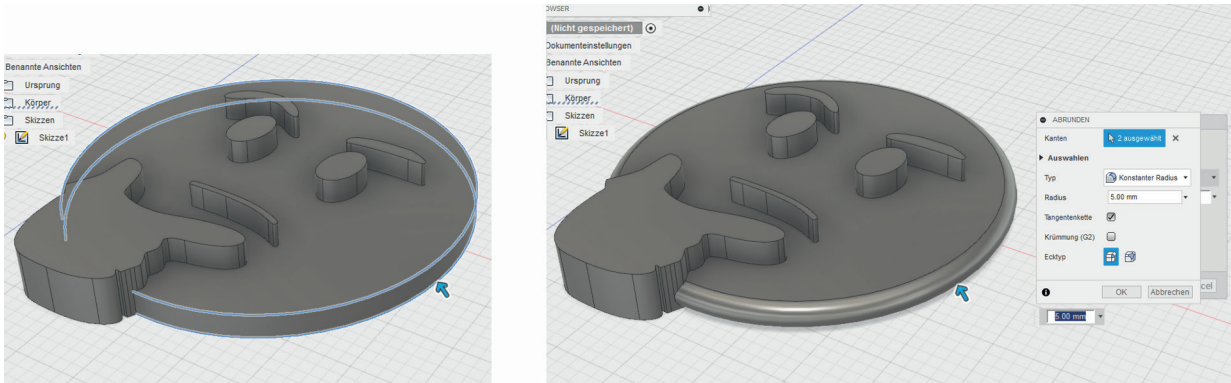 Benannte Ansichten
Ursprung
Körper
Skizzen
Skizze1
(Nicht gespeichert)
Dokumenteinstellungen
Benannte Ansichten
Ursprung
Körper
Skizzen
Skizze1
ABRUNDEN
Kanten 2 ausgewählt
Auswahlen
Typ Konstanter Radius
Radius 5.00 mm
Tangentenkette
Krümmung (G2)
Ecktyp
OK Abbrechen
5.00 mm